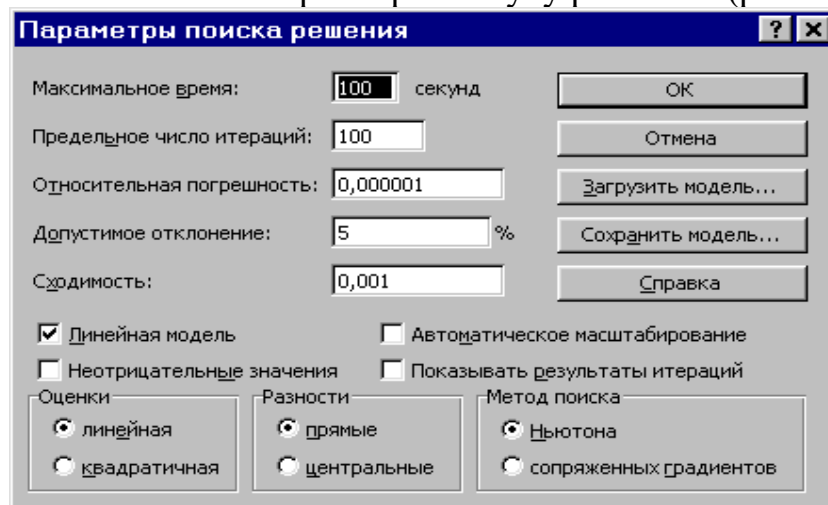 Параметры поиска решения
Максимальное время: 100 секунд
ОК
Предельное число итераций: 100
Отмена
Относительная погрешность: 0,000001
Загрузить модель...
Допустимое отклонение: 5 %
Сохранить модель...
Сходимость: 0,001
Справка
Линейная модель
Автоматическое масштабирование
Неотрицательные значения
Показывать результаты итераций
Оценки
Разности
Метод поиска
линейная
прямые
Ньютона
квадратичная
центральные
сопряженных градиентов